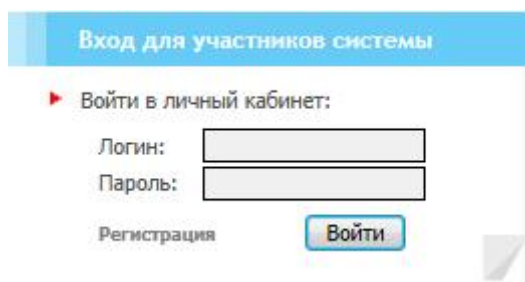 Вход для участников системы
Войти в личный кабинет:
Логин:
Пароль:
Регистрация Войти